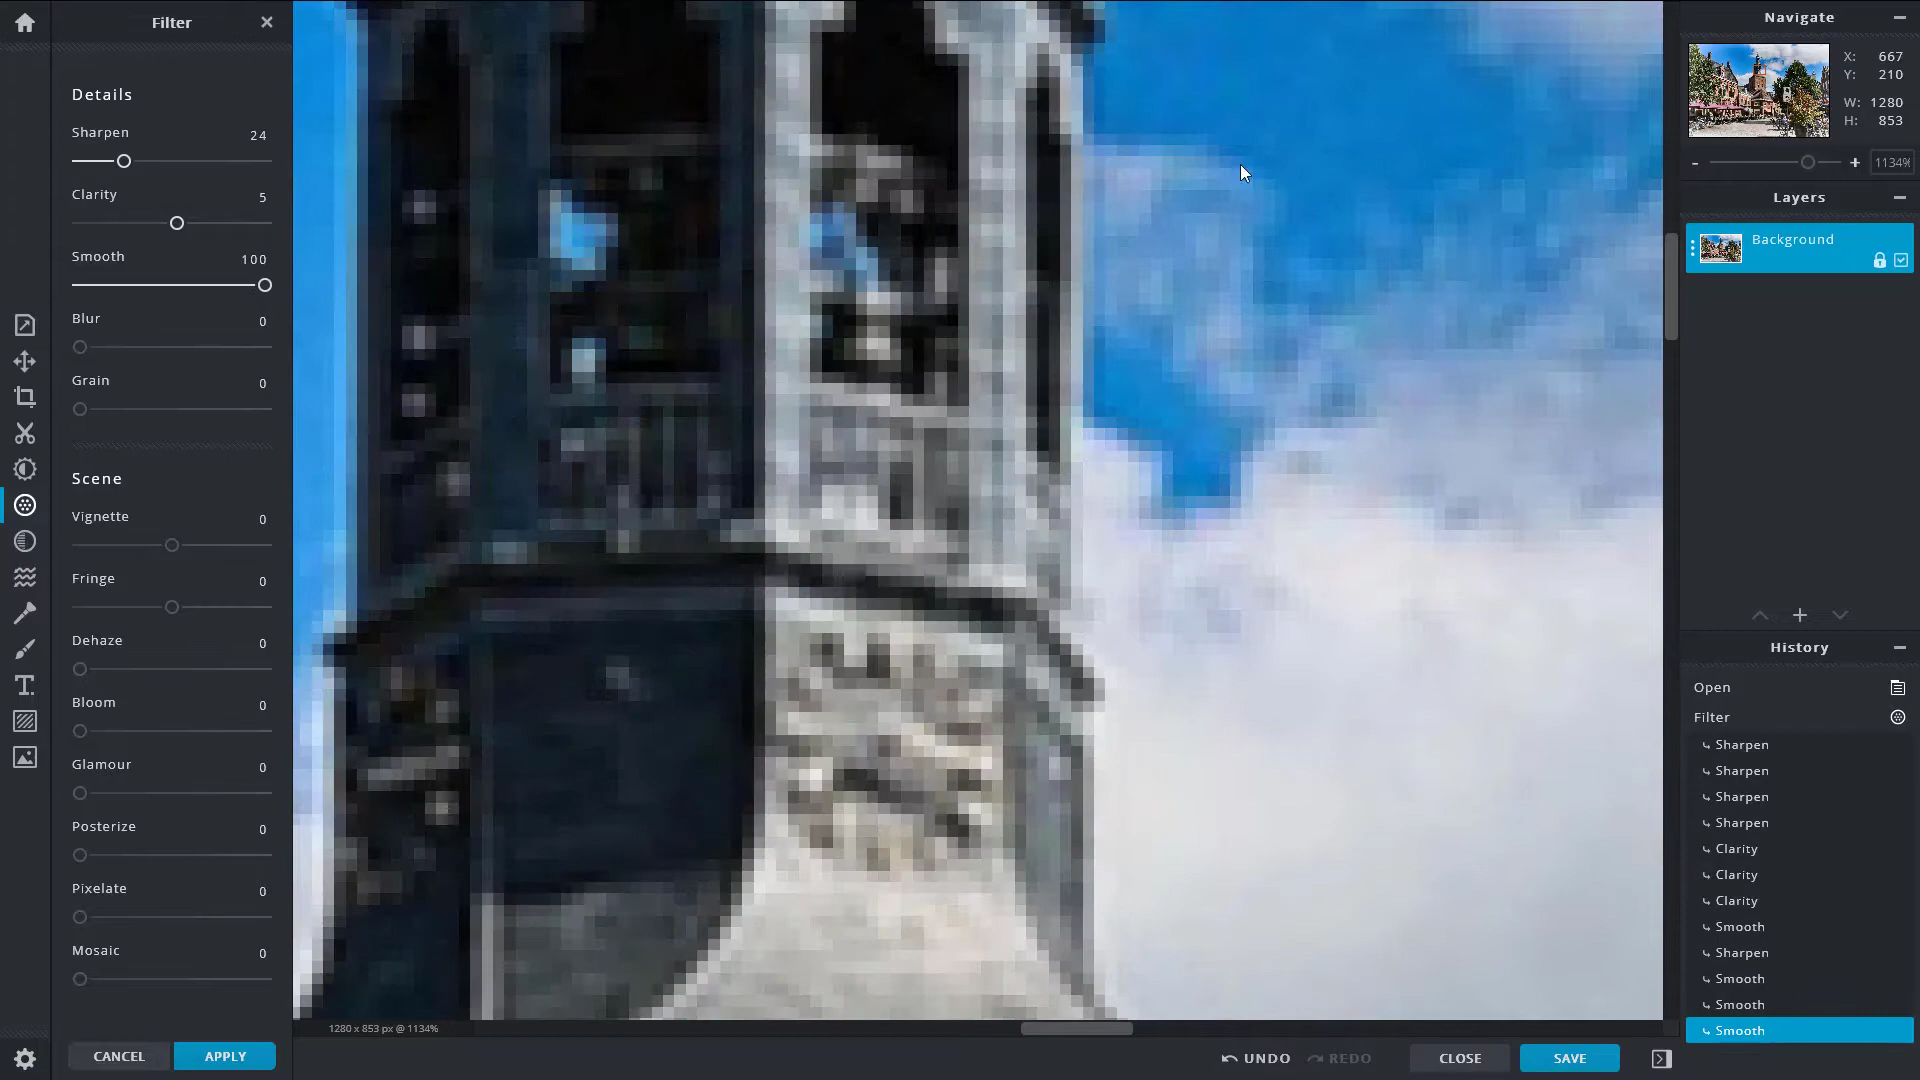 Filter
Details
Sharpen 24
Clarity 5
Smooth 100
Blur 0
Grain 0
Scene
Vignette 0
Fringe 0
Dehaze 0
Bloom 0
Glamour 0
Posterize 0
Pixelate 0
Mosaic 0
CANCEL APPLY
1280 x 853 px @ 1134%
UNDO REDO CLOSE SAVE
Navigate
X: 667
Y: 210
W: 1280
H: 853
- + 1134%
Layers
Background
History
Open
Filter
Sharpen
Sharpen
Sharpen
Sharpen
Clarity
Clarity
Clarity
Smooth
Sharpen
Smooth
Smooth
Smooth